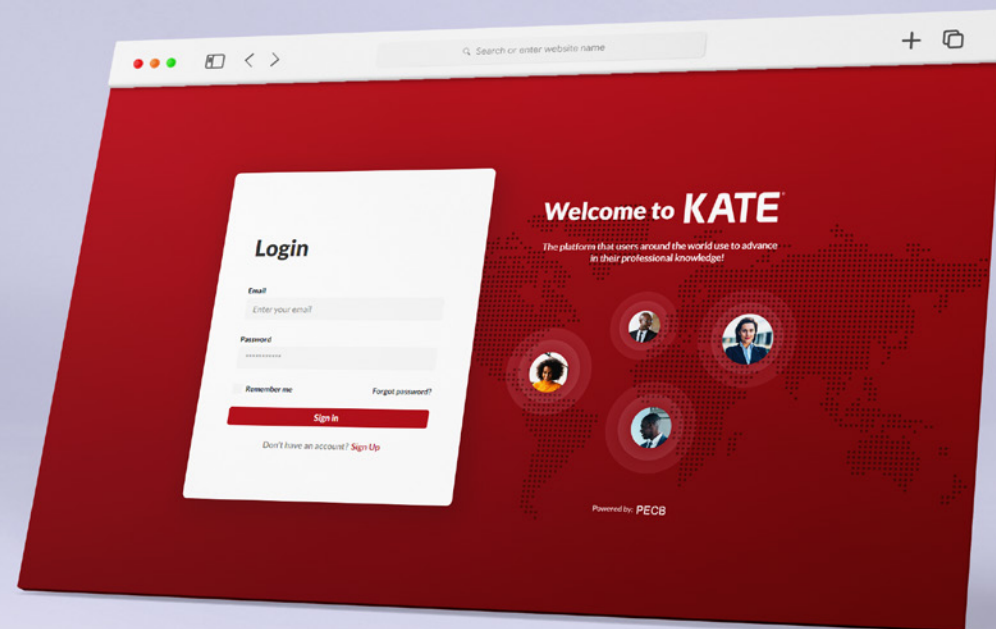 Search or enter website name
Login
Email
Enter your email
Password
Remember me
Forgot password?
Sign in
Don't have an account? Sign Up
Welcome to KATE
The platform that users around the world use to advance
in their professional knowledge!
Powered by: PECB